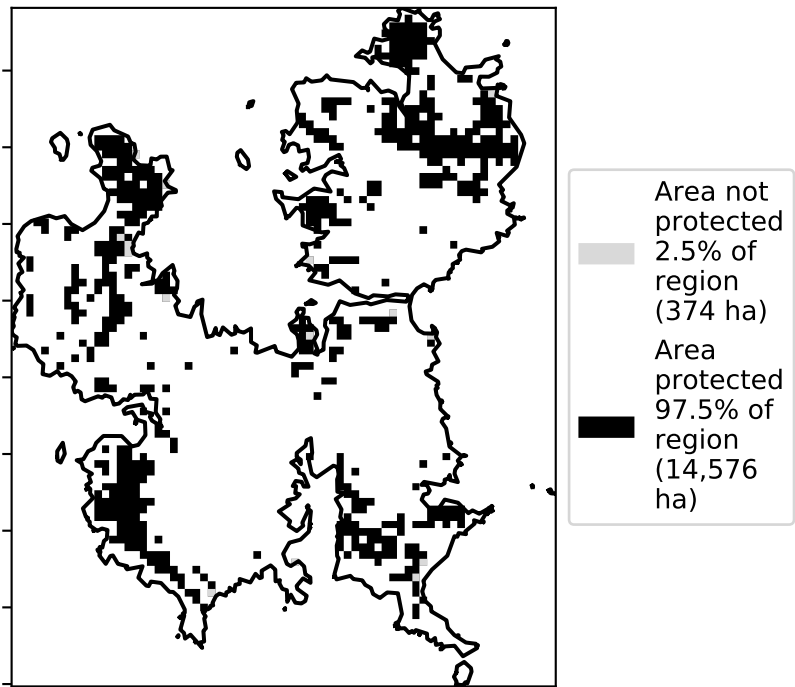 Area not
protected
2.5% of
region
(374 ha)
Area
protected
97.5% of
region
(14,576
ha)